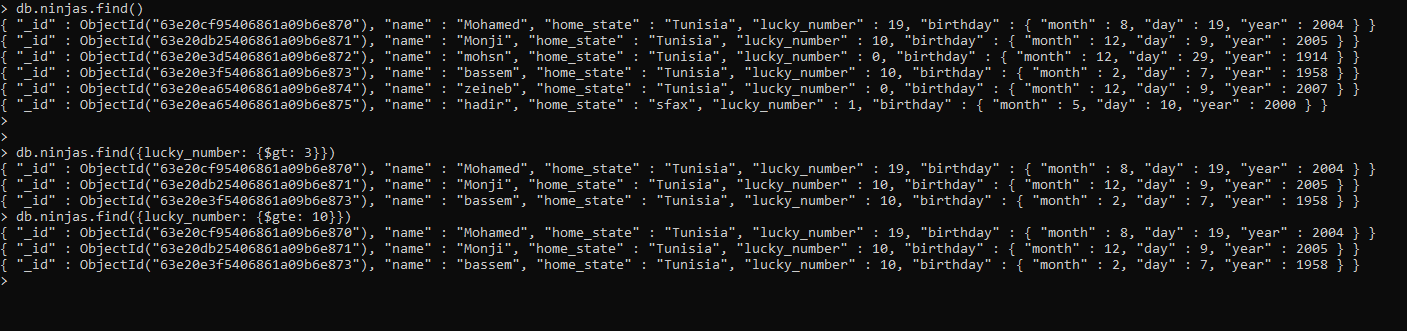 > db.ninjas.find()
{ "_id" : ObjectId("63e20cf95406861a09b6e870"), "name" : "Mohamed", "home_state" : "Tunisia", "lucky_number" : 19, "birthday" : { "month" : 8, "day" : 19, "year" : 2004 } }
{ "_id" : ObjectId("63e20db25406861a09b6e871"), "name" : "Monji", "home_state" : "Tunisia", "lucky_number" : 10, "birthday" : { "month" : 12, "day" : 9, "year" : 2005 } }
{ "_id" : ObjectId("63e20e3d5406861a09b6e872"), "name" : "mohsn", "home_state" : "Tunisia", "lucky_number" : 0, "birthday" : { "month" : 12, "day" : 29, "year" : 1914 } }
{ "_id" : ObjectId("63e20e3f5406861a09b6e873"), "name" : "bassem", "home_state" : "Tunisia", "lucky_number" : 10, "birthday" : { "month" : 2, "day" : 7, "year" : 1958 } }
{ "_id" : ObjectId("63e20ea65406861a09b6e874"), "name" : "zeineb", "home_state" : "Tunisia", "lucky_number" : 0, "birthday" : { "month" : 12, "day" : 9, "year" : 2007 } }
{ "_id" : ObjectId("63e20ea65406861a09b6e875"), "name" : "hadir", "home_state" : "sfax", "lucky_number" : 1, "birthday" : { "month" : 5, "day" : 10, "year" : 2000 } }
>
>
> db.ninjas.find({lucky_number: {$gt: 3}})
{ "_id" : ObjectId("63e20cf95406861a09b6e870"), "name" : "Mohamed", "home_state" : "Tunisia", "lucky_number" : 19, "birthday" : { "month" : 8, "day" : 19, "year" : 2004 } }
{ "_id" : ObjectId("63e20db25406861a09b6e871"), "name" : "Monji", "home_state" : "Tunisia", "lucky_number" : 10, "birthday" : { "month" : 12, "day" : 9, "year" : 2005 } }
{ "_id" : ObjectId("63e20e3f5406861a09b6e873"), "name" : "bassem", "home_state" : "Tunisia", "lucky_number" : 10, "birthday" : { "month" : 2, "day" : 7, "year" : 1958 } }
> db.ninjas.find({lucky_number: {$gte: 10}})
{ "_id" : ObjectId("63e20cf95406861a09b6e870"), "name" : "Mohamed", "home_state" : "Tunisia", "lucky_number" : 19, "birthday" : { "month" : 8, "day" : 19, "year" : 2004 } }
{ "_id" : ObjectId("63e20db25406861a09b6e871"), "name" : "Monji", "home_state" : "Tunisia", "lucky_number" : 10, "birthday" : { "month" : 12, "day" : 9, "year" : 2005 } }
{ "_id" : ObjectId("63e20e3f5406861a09b6e873"), "name" : "bassem", "home_state" : "Tunisia", "lucky_number" : 10, "birthday" : { "month" : 2, "day" : 7, "year" : 1958 } }
>